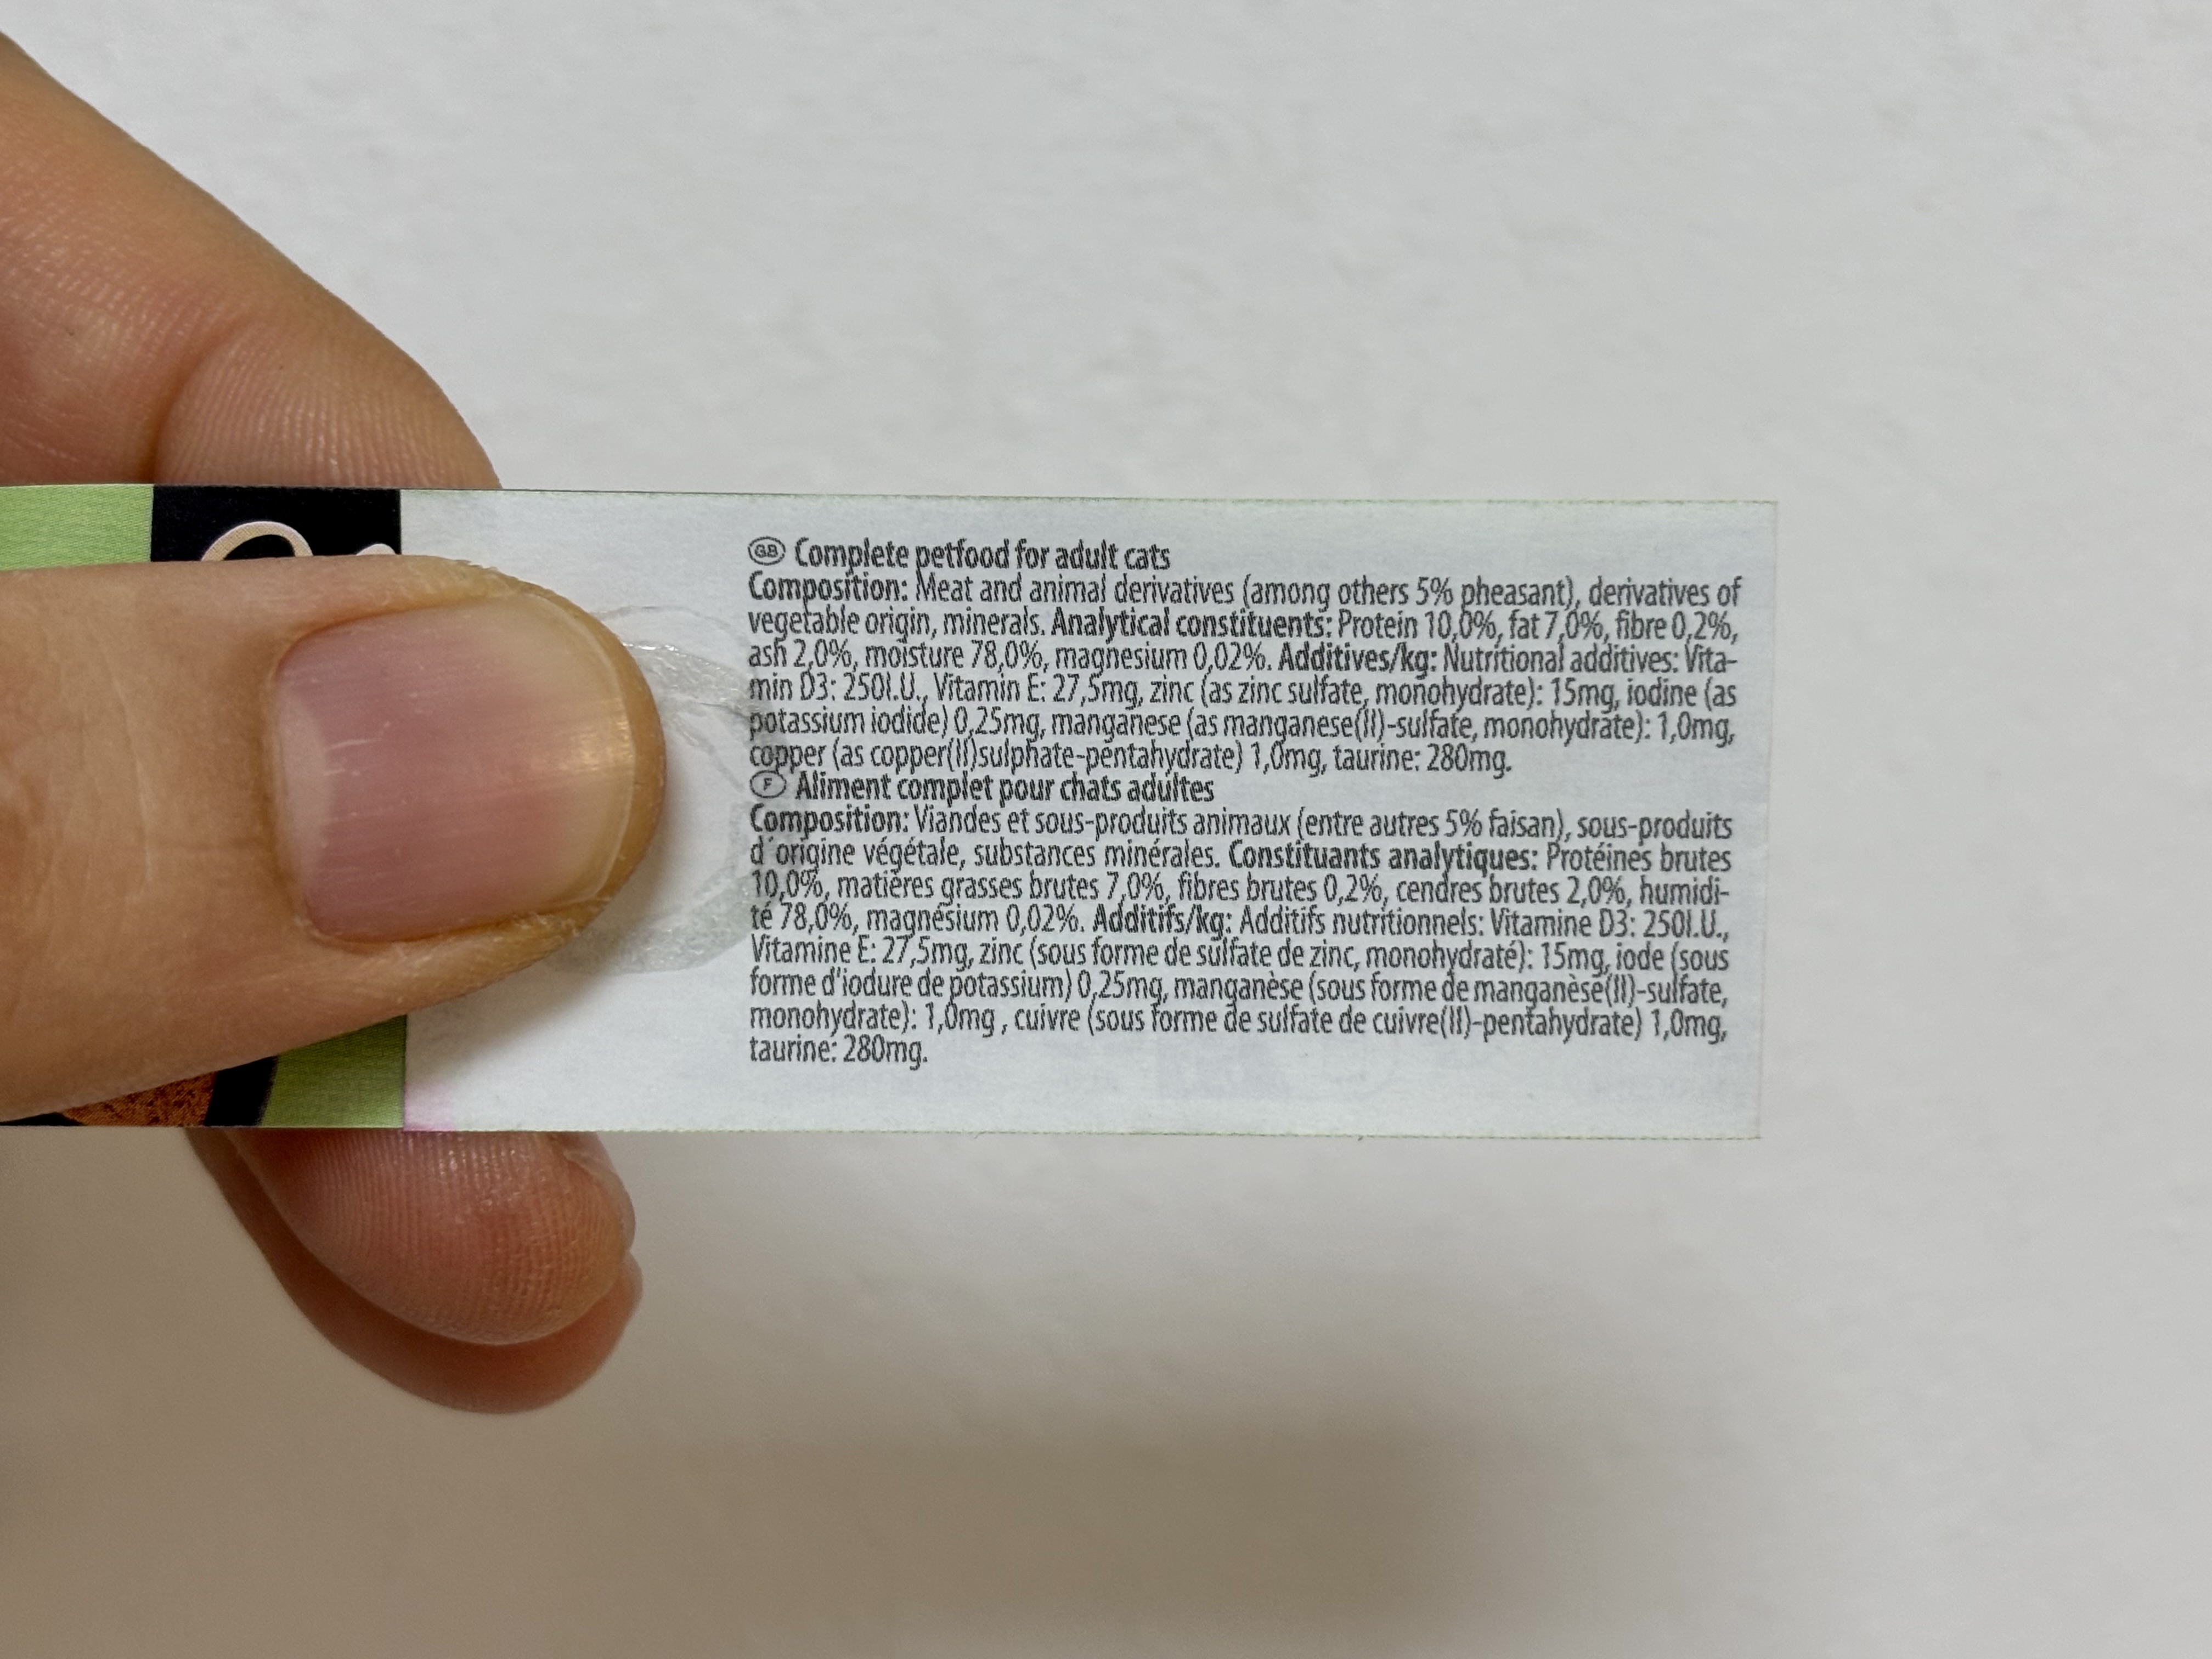 GB Complete petfood for adult cats
Composition: Meat and animal derivatives (among others 5% pheasant), derivatives of
vegetable origin, minerals. Analytical constituents: Protein 10,0%, fat 7,0%, fibre 0,2%,
ash 2,0%, moisture 78,0%, magnesium 0,02%. Additives/kg: Nutritional additives: Vita-
min D3: 250I.U., Vitamin E: 27,5mg, zinc (as zinc sulfate, monohydrate): 15mg, iodine (as
potassium iodide) 0,25mg, manganese (as manganese(II)-sulfate, monohydrate): 1,0mg,
copper (as copper(II)sulphate-pentahydrate) 1,0mg, taurine: 280mg.
F Aliment complet pour chats adultes
Composition: Viandes et sous-produits animaux (entre autres 5% faisan), sous-produits
d´origine végétale, substances minérales. Constituants analytiques: Protéines brutes
10,0%, matières grasses brutes 7,0%, fibres brutes 0,2%, cendres brutes 2,0%, humidi-
té 78,0%, magnésium 0,02%. Additifs/kg: Additifs nutritionnels: Vitamine D3: 250I.U.,
Vitamine E: 27,5mg, zinc (sous forme de sulfate de zinc, monohydraté): 15mg, iode (sous
forme d'iodure de potassium) 0,25mg, manganèse (sous forme de manganèse(II)-sulfate,
monohydrate): 1,0mg , cuivre (sous forme de sulfate de cuivre(II)-pentahydrate) 1,0mg,
taurine: 280mg.